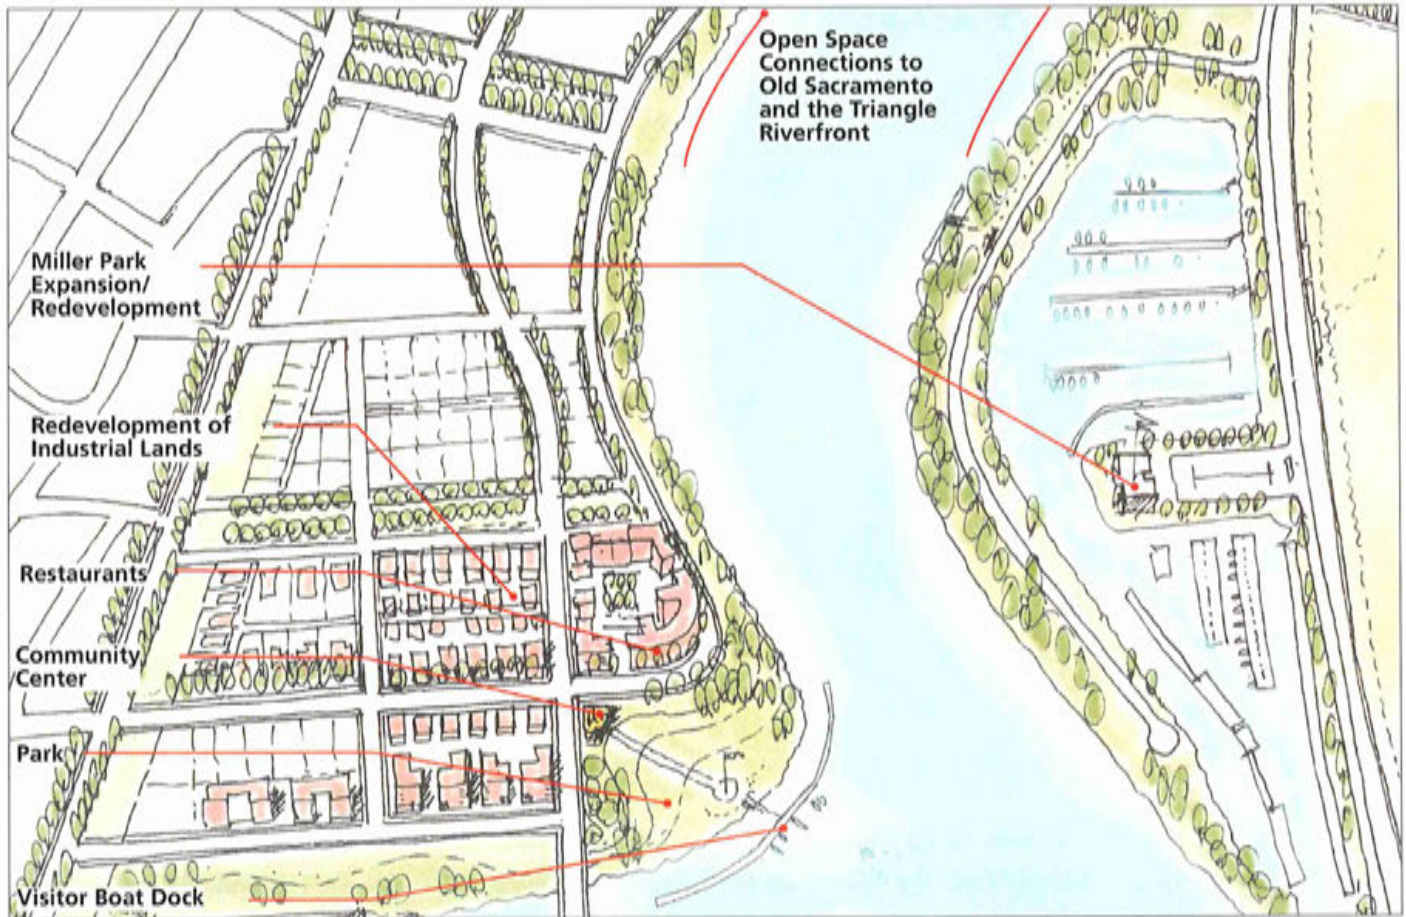 Open Space
Connections to
Old Sacramento
and the Triangle
Riverfront
Miller Park
Expansion/
Redevelopment
Redevelopment of
Industrial Lands
Restaurants
Community
Center
Park
Visitor Boat Dock